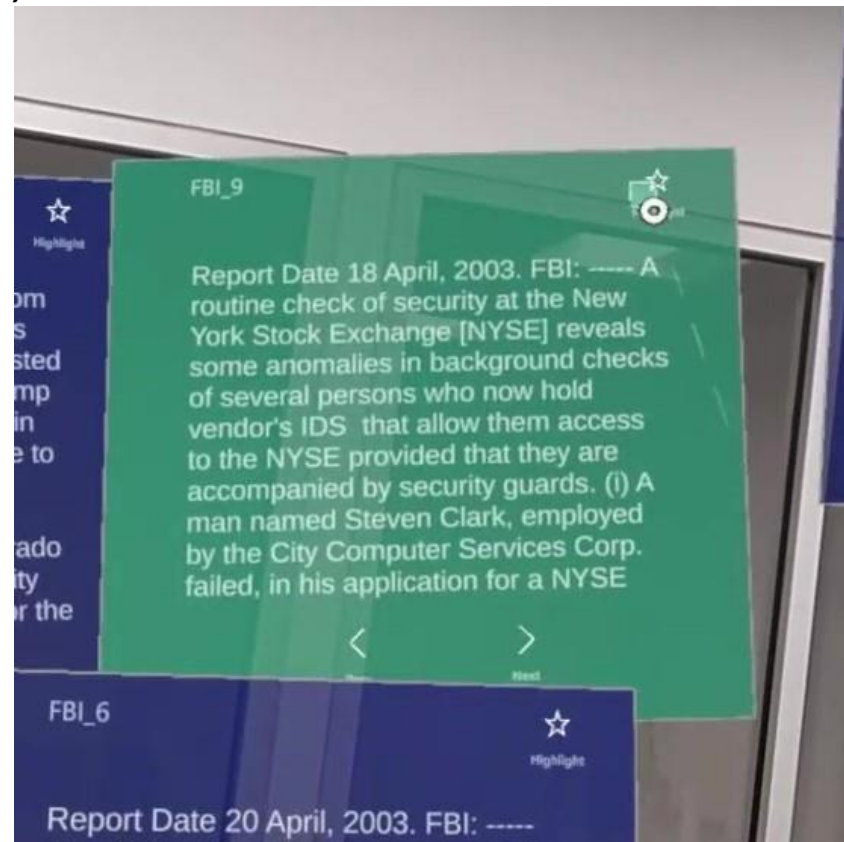 Highlight
om
s
sted
mp
in
e to
ado
ity
or the
FBI_9
Report Date 18 April, 2003. FBI: ----- A
routine check of security at the New
York Stock Exchange [NYSE] reveals
some anomalies in background checks
of several persons who now hold
vendor's IDS that allow them access
to the NYSE provided that they are
accompanied by security guards. (i) A
man named Steven Clark, employed
by the City Computer Services Corp.
failed, in his application for a NYSE
Next
FBI_6
Highlight
Report Date 20 April, 2003. FBI: -----